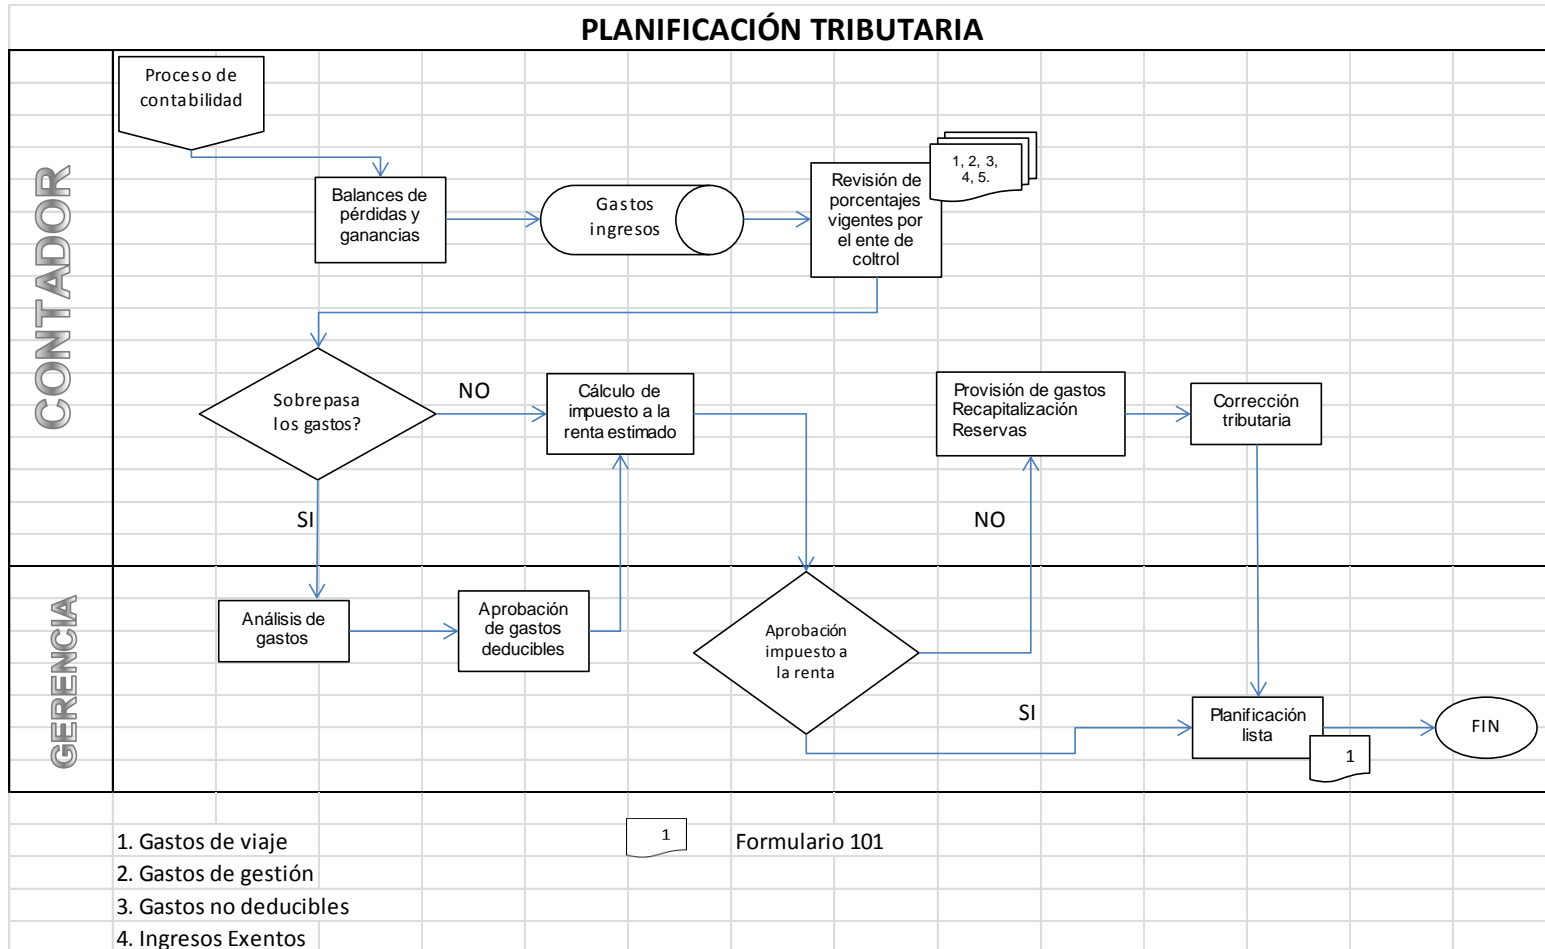 PLANIFICACIÓN TRIBUTARIA
CONTADOR
Proceso de
contabilidad
Balances de
pérdidas y
ganancias
Gastos
ingresos
Revisión de
porcentajes
vigentes por
el ente de
coltrol
1, 2, 3,
4, 5.
Sobrepasa
los gastos?
NO
SI
Cálculo de
impuesto a la
renta estimado
Provisión de gastos
Recapitalización
Reservas
Corrección
tributaria
NO
GERENCIA
Análisis de
gastos
Aprobación
de gastos
deducibles
Aprobación
impuesto a
la renta
SI
Planificación
lista
1
FIN
1. Gastos de viaje
2. Gastos de gestión
3. Gastos no deducibles
4. Ingresos Exentos
1
Formulario 101